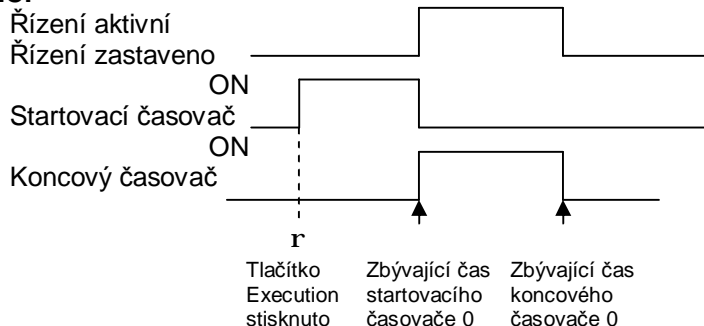 Řízení aktivní
Řízení zastaveno
ON
Startovací časovač
ON
Koncový časovač
r
Tlačítko
Execution
stisknuto
Zbývající čas
startovacího
časovače 0
Zbývající čas
koncového
časovače 0